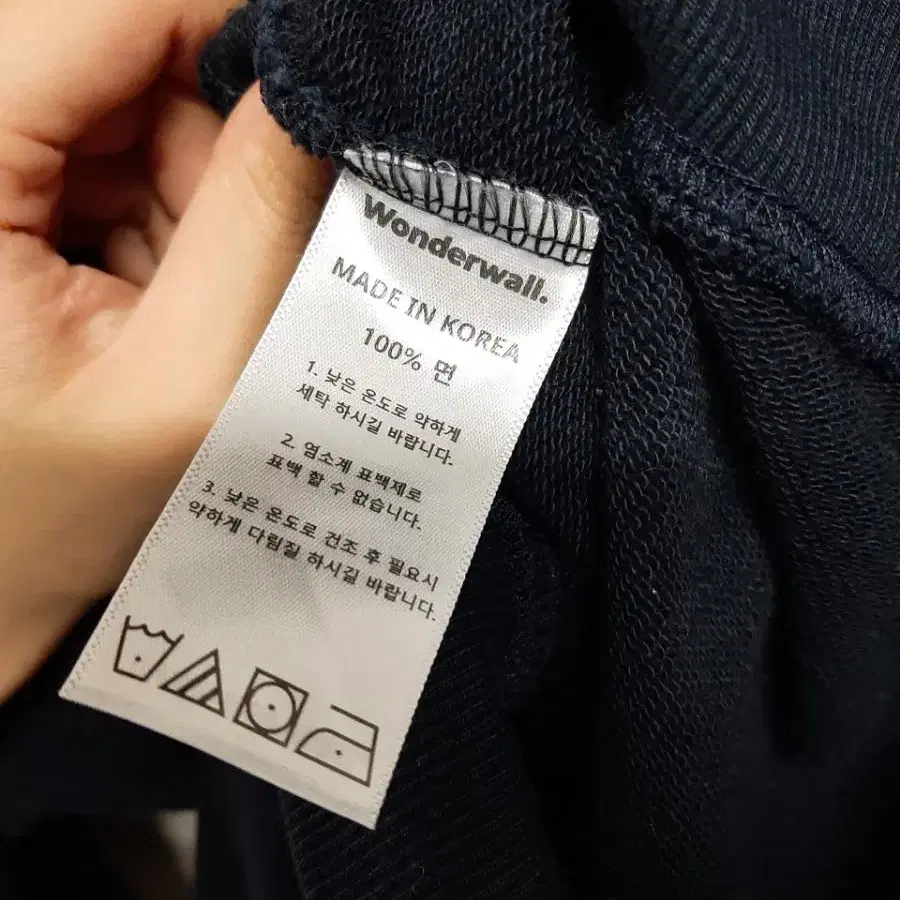 Wonderwall.
MADE IN KOREA
100% 면
1. 낮은 온도로 약하게
세탁 하시길 바랍니다.
2. 염소계 표백제로
표백 할 수 없습니다.
3. 낮은 온도로 건조 후 필요시
약하게 다림질 하시길 바랍니다.